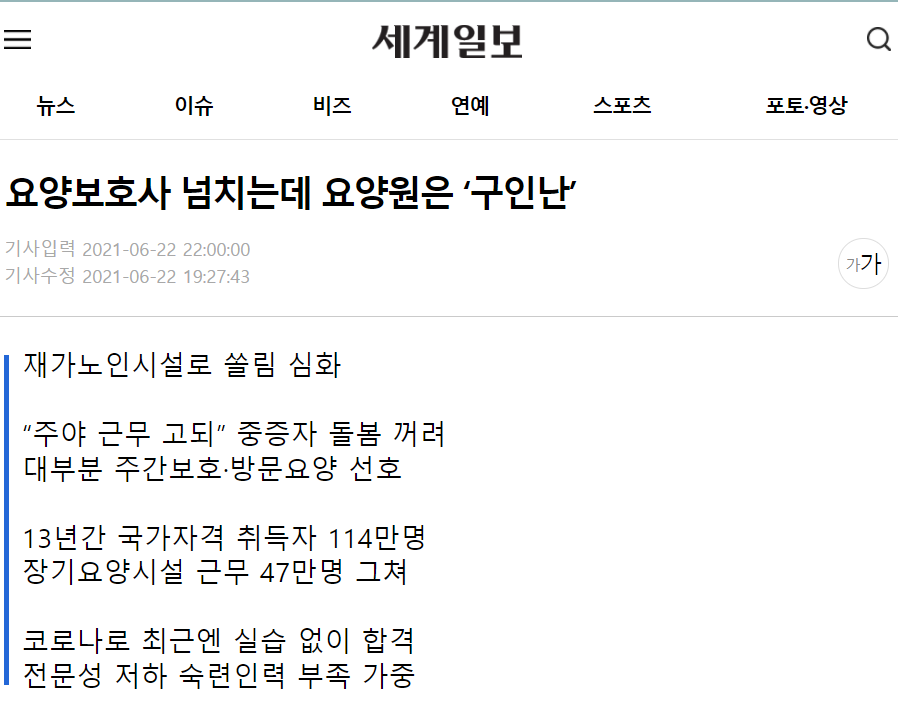 세계일보
뉴스 이슈 비즈 연예 스포츠 포토·영상
요양보호사 넘치는데 요양원은 ‘구인난’
기사입력 2021-06-22 22:00:00
기사수정 2021-06-22 19:27:43
가가
재가노인시설로 쏠림 심화
“주야 근무 고되” 중증자 돌봄 꺼려
대부분 주간보호·방문요양 선호
13년간 국가자격 취득자 114만명
장기요양시설 근무 47만명 그쳐
코로나로 최근엔 실습 없이 합격
전문성 저하 숙련인력 부족 가중